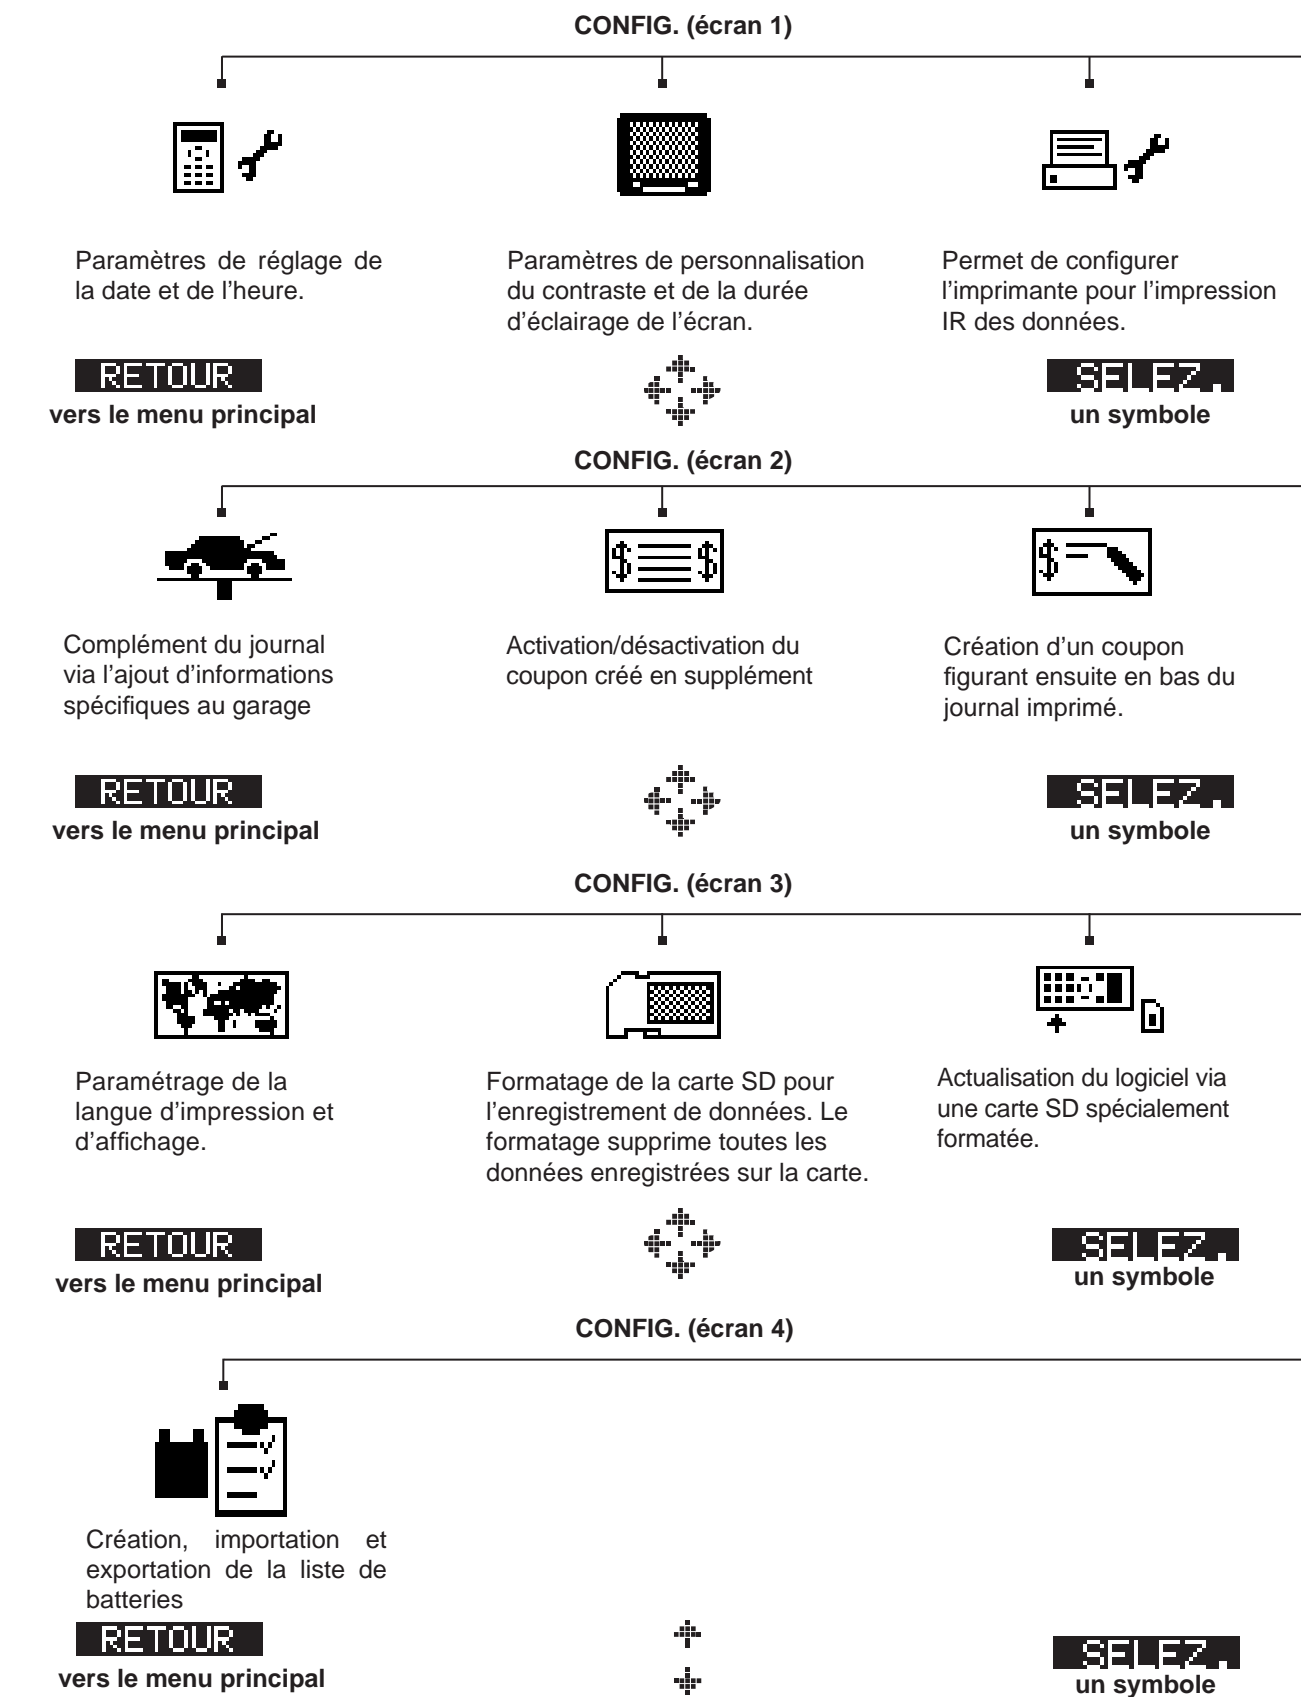 CONFIG. (écran 1)
Paramètres de réglage de
la date et de l’heure.
Paramètres de personnalisation
du contraste et de la durée
d’éclairage de l’écran.
Permet de configurer
l’imprimante pour l’impression
IR des données.
RETOUR
vers le menu principal
SELEZ.
un symbole
CONFIG. (écran 2)
$ $
$
Complément du journal
via l’ajout d’informations
spécifiques au garage
Activation/désactivation du
coupon créé en supplément
Création d’un coupon
figurant ensuite en bas du
journal imprimé.
RETOUR
vers le menu principal
SELEZ.
un symbole
CONFIG. (écran 3)
Paramétrage de la
langue d’impression et
d’affichage.
Formatage de la carte SD pour
l’enregistrement de données. Le
formatage supprime toutes les
données enregistrées sur la carte.
Actualisation du logiciel via
une carte SD spécialement
formatée.
RETOUR
vers le menu principal
SELEZ.
un symbole
CONFIG. (écran 4)
Création, importation et
exportation de la liste de
batteries
RETOUR
vers le menu principal
SELEZ.
un symbole